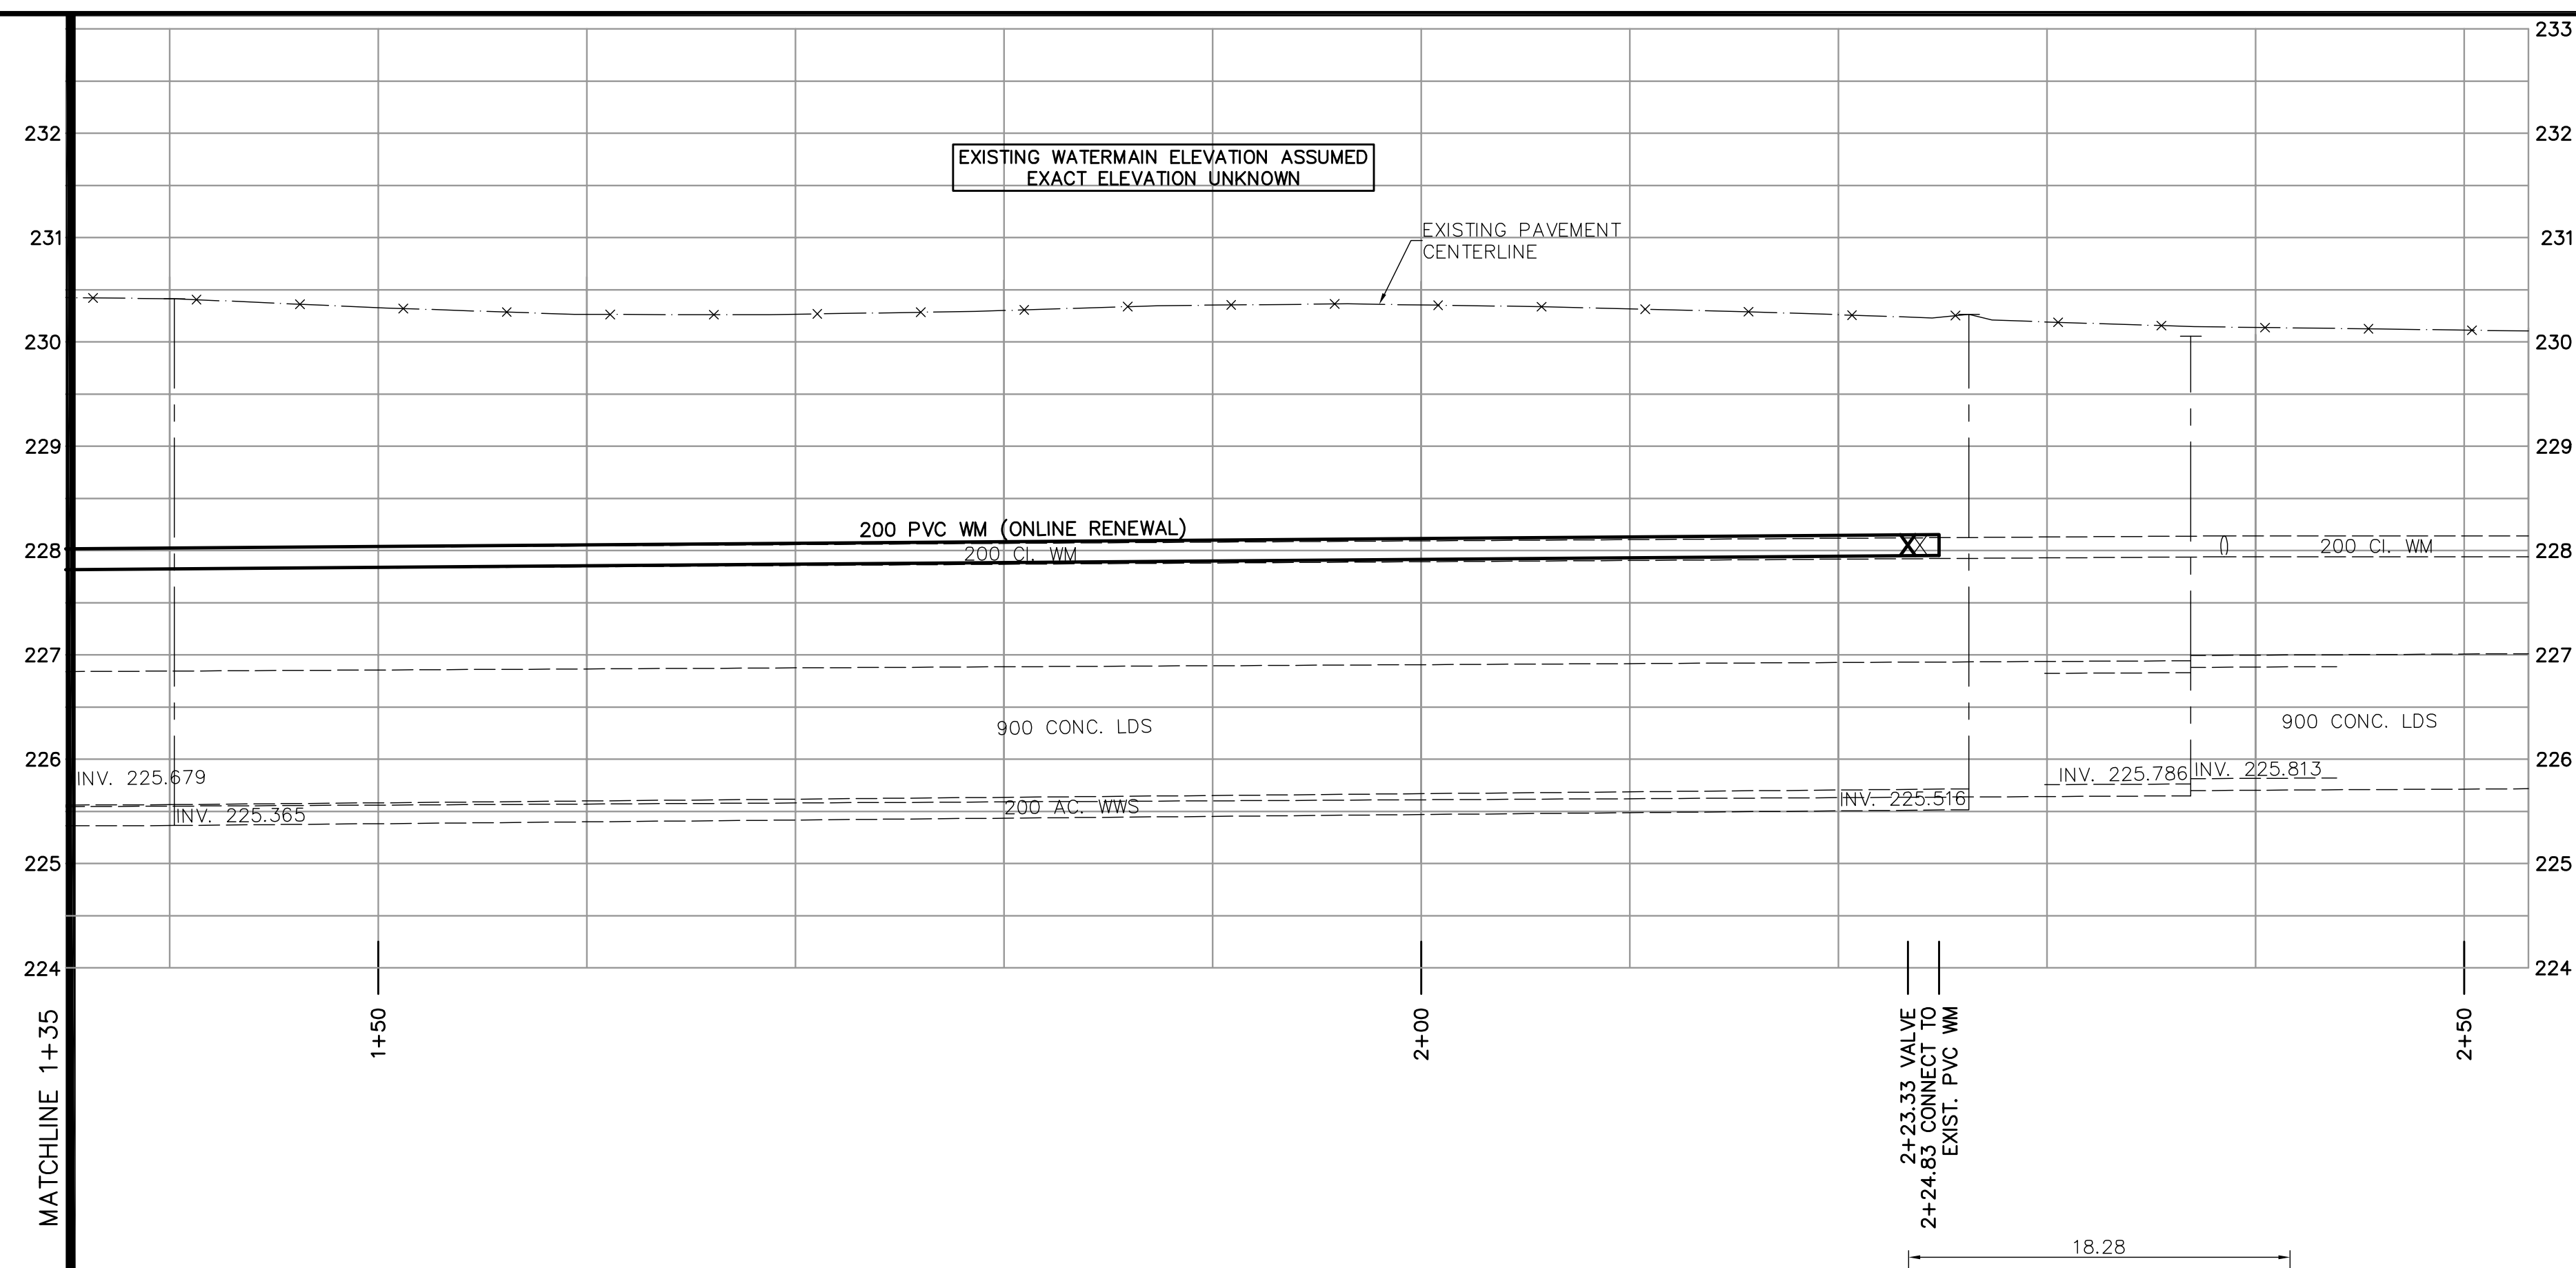 233
233
232
232
EXISTING WATERMAIN ELEVATION ASSUMED
EXACT ELEVATION UNKNOWN
231
231
EXISTING PAVEMENT
CENTERLINE
230
230
229
229
200 PVC WM (ONLINE RENEWAL)
200 CI. WM
228
228
200 CI. WM
227
227
900 CONC. LDS
900 CONC. LDS
226
226
INV. 225.679
INV. 225.786
INV. 225.813
INV. 225.365
200 AC. WWS
INV. 225.516
225
225
224
224
MATCHLINE 1+35
1+50
2+00
2+23.33 VALVE
2+24.83 CONNECT TO
EXIST. PVC WM
2+50
18.28